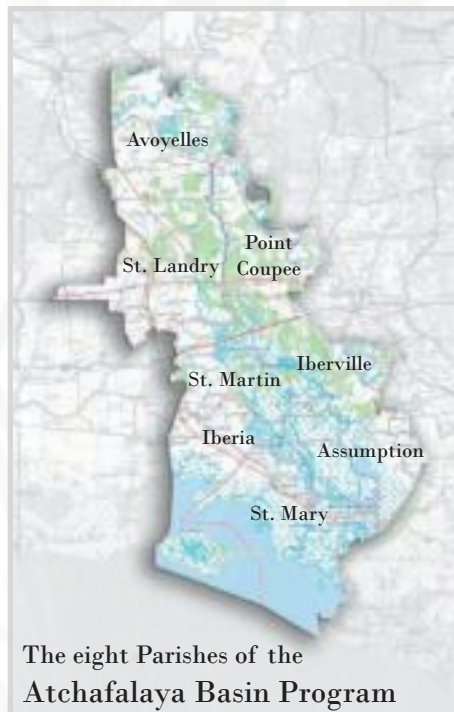 Avoyelles
Point
Coupee
St. Landry
Iberville
St. Martin
Iberia
Assumption
St. Mary
The eight Parishes of the
Atchafalaya Basin Program